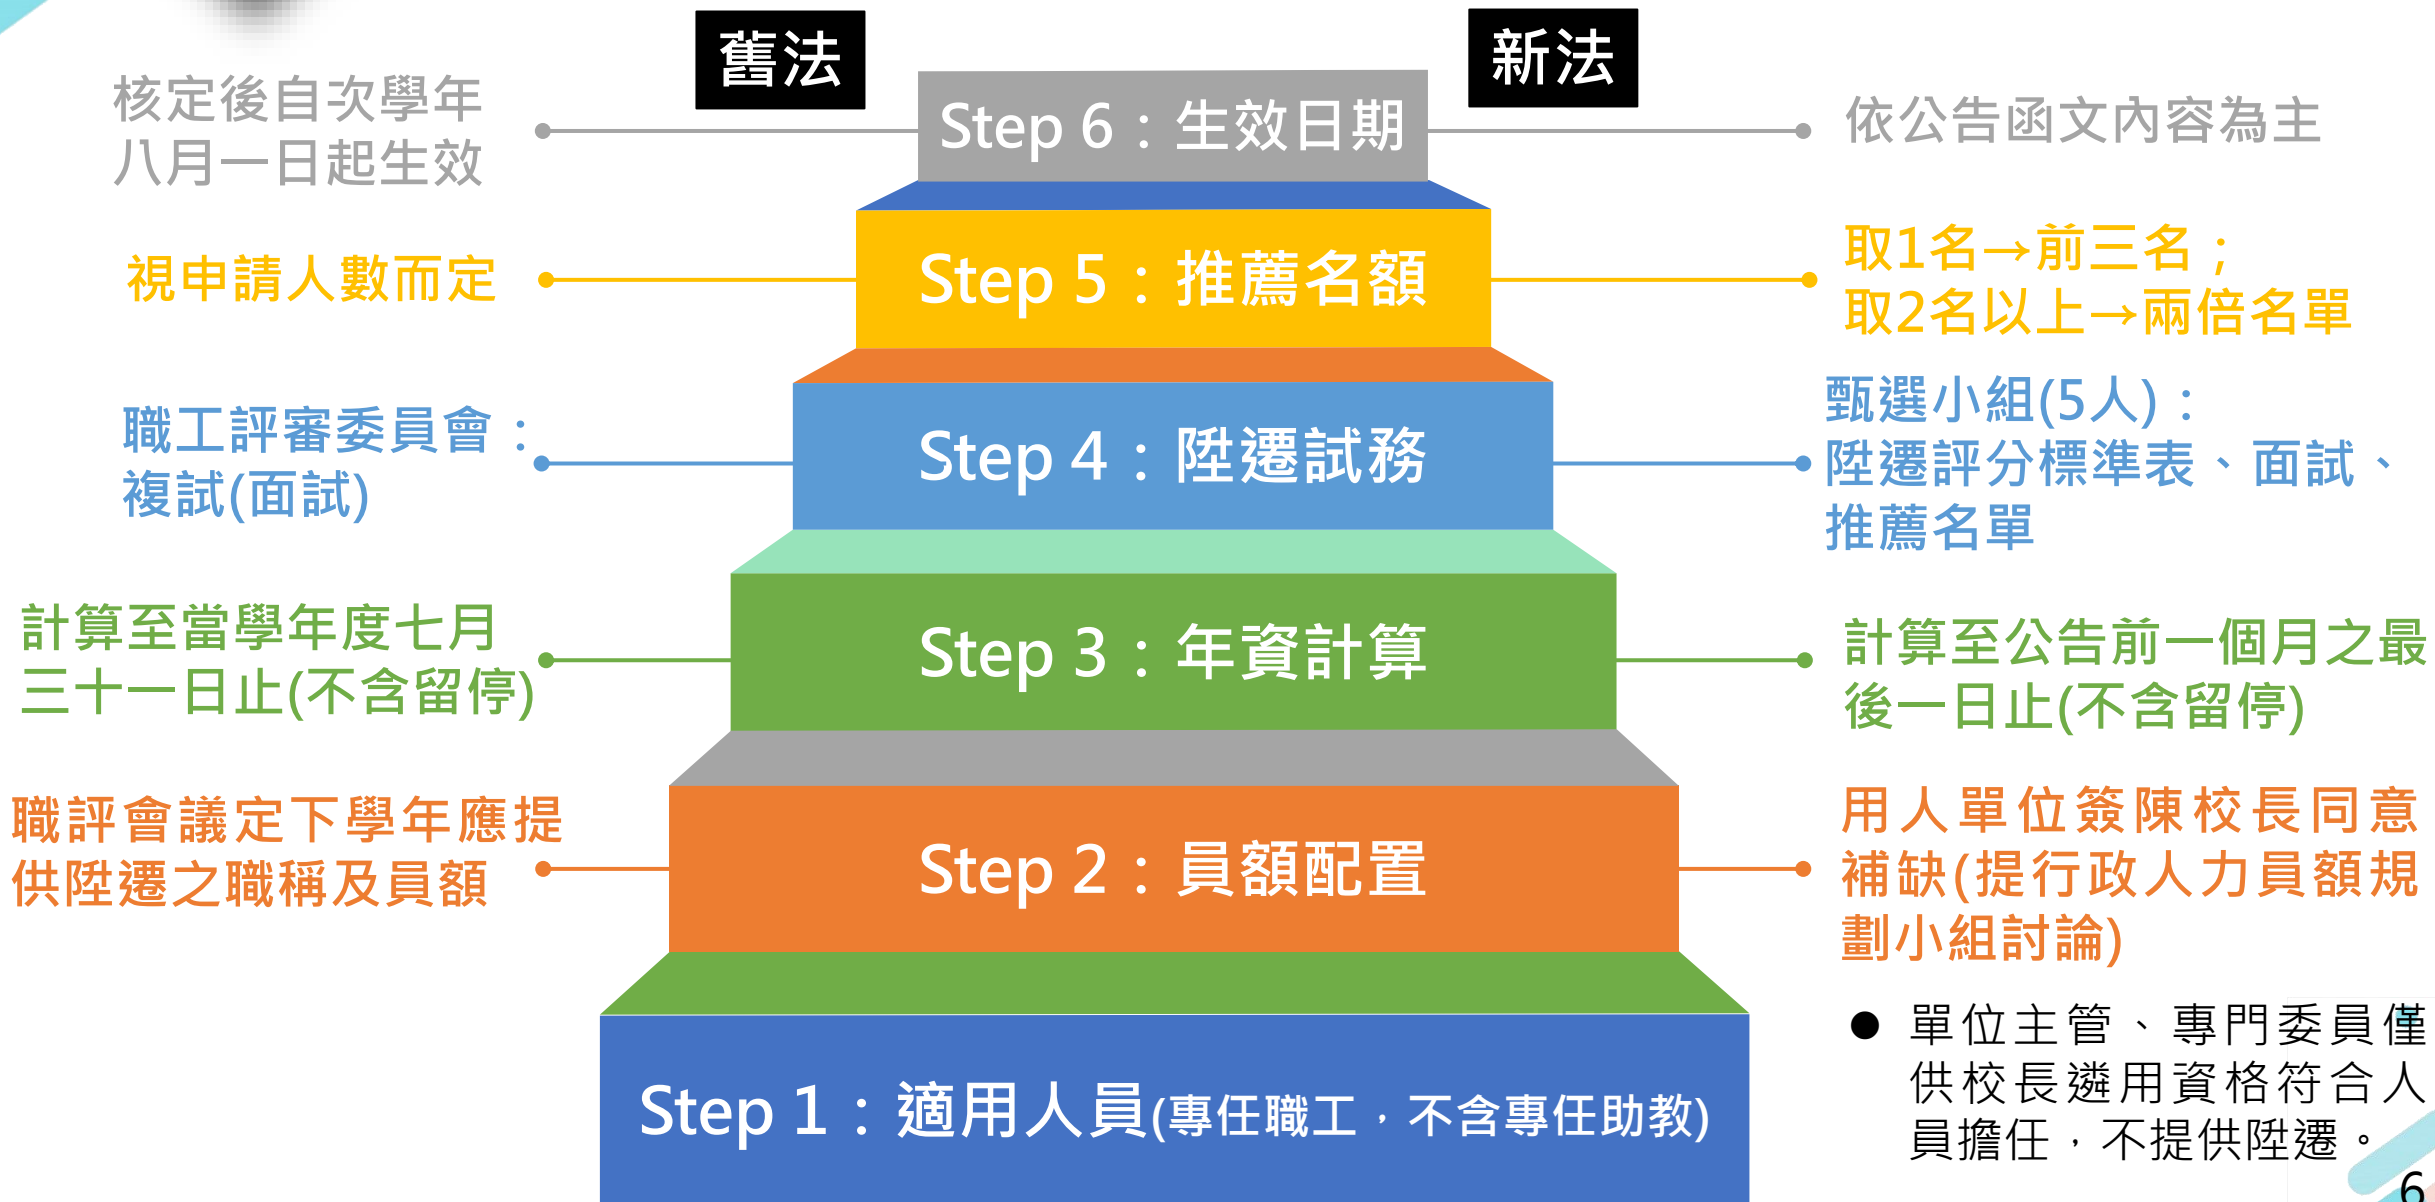 舊法
新法
核定後自次學年
八月一日起生效
Step 6：生效日期
依公告函文內容為主
視申請人數而定
Step 5：推薦名額
取1名→前三名；
取2名以上→兩倍名單
職工評審委員會：
複試(面試)
Step 4：陞遷試務
甄選小組(5人)：
陞遷評分標準表、面試、
推薦名單
計算至當學年度七月
三十一日止(不含留停)
Step 3：年資計算
計算至公告前一個月之最
後一日止(不含留停)
職評會議定下學年應提
供陞遷之職稱及員額
Step 2：員額配置
用人單位簽陳校長同意
補缺(提行政人力員額規
劃小組討論)
Step 1：適用人員(專任職工，不含專任助教)
● 單位主管、專門委員僅
供校長遴用資格符合人
員擔任，不提供陞遷。
6